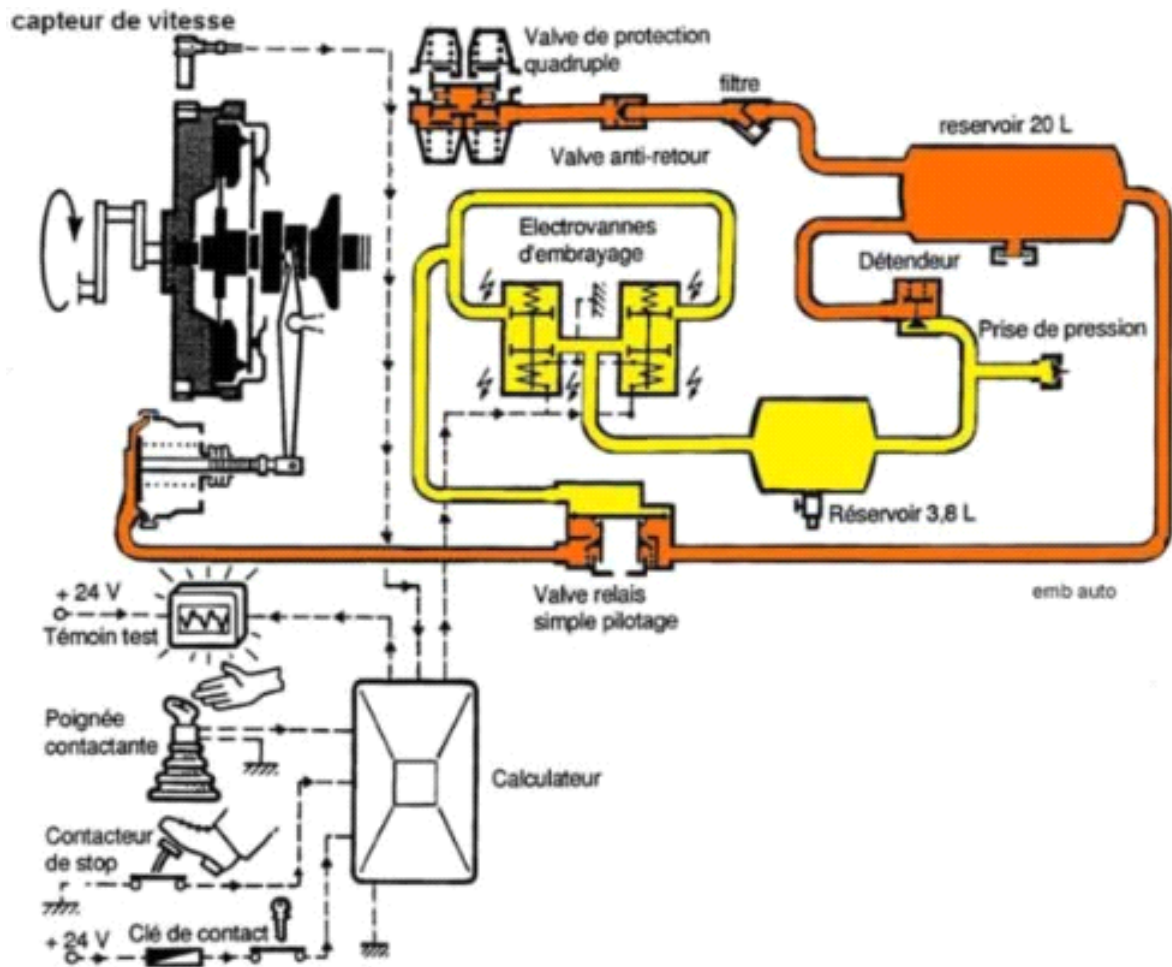 capteur de vitesse
Valve de protection
quadruple
filtre
reservoir 20 L
Valve anti-retour
Electrovannes
d'embrayage
Détendeur
Prise de pression
Réservoir 3,8 L
Valve relais
simple pilotage
emb auto
+ 24 V
Témoin test
Poignée
contactante
Calculateur
Contacteur
de stop
Clé de contact
+ 24 V